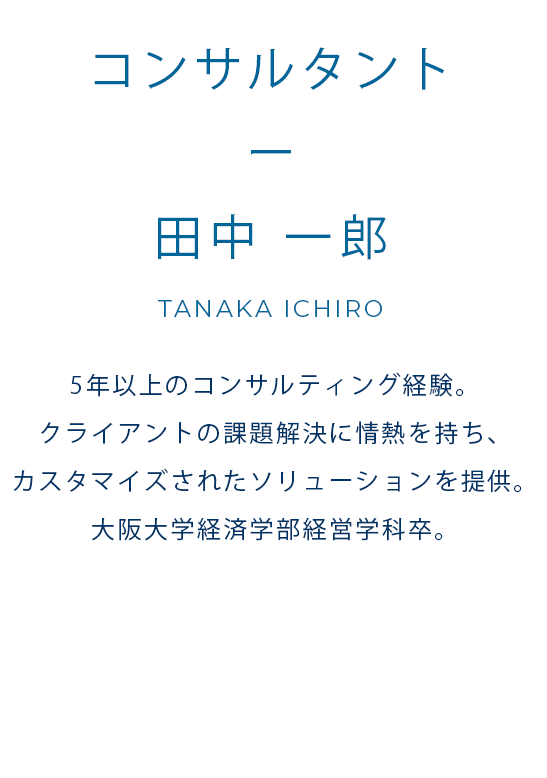 コンサルタント
ー
田中 一郎
TANAKA ICHIRO
5年以上のコンサルティング経験。
クライアントの課題解決に情熱を持ち、
カスタマイズされたソリューションを提供。
大阪大学経済学部経営学科卒。